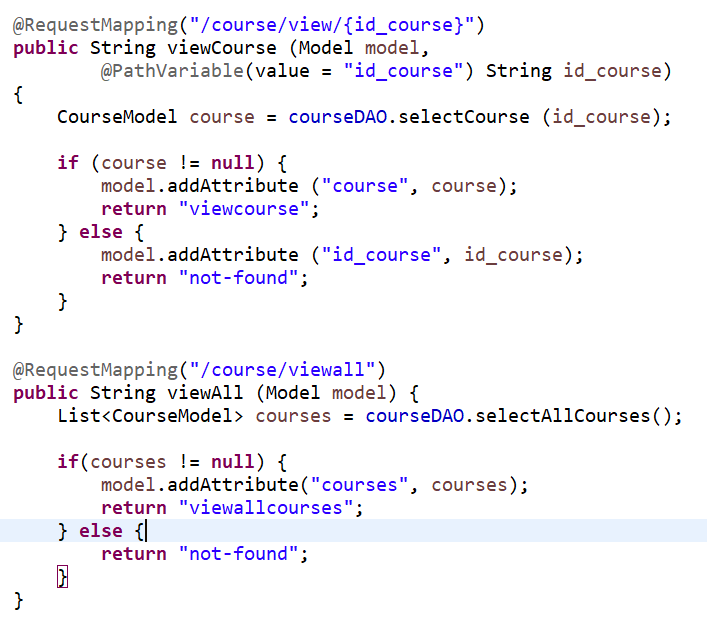 @RequestMapping("/course/view/{id_course}")
public String viewCourse (Model model,
        @PathVariable(value = "id_course") String id_course)
{
    CourseModel course = courseDAO.selectCourse (id_course);

    if (course != null) {
        model.addAttribute ("course", course);
        return "viewcourse";
    } else {
        model.addAttribute ("id_course", id_course);
        return "not-found";
    }
}

@RequestMapping("/course/viewall")
public String viewAll (Model model) {
    List<CourseModel> courses = courseDAO.selectAllCourses();

    if(courses != null) {
        model.addAttribute("courses", courses);
        return "viewallcourses";
    } else {
        return "not-found";
    }
}